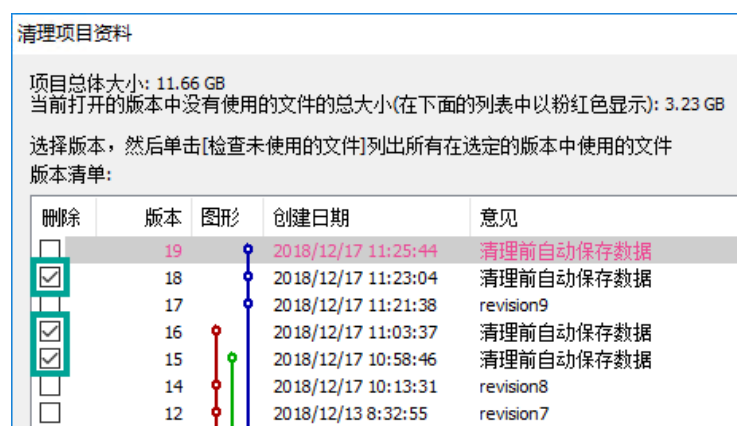 清理项目资料
项目总体大小: 11.66 GB
当前打开的版本中没有使用的文件的总大小(在下面的列表中以粉红色显示): 3.23 GB
选择版本，然后单击[检查未使用的文件]列出所有在选定的版本中使用的文件
版本清单:
删除 版本 图形 创建日期 意见
19 2018/12/17 11:25:44 清理前自动保存数据
18 2018/12/17 11:23:04 清理前自动保存数据
17 2018/12/17 11:21:38 revision9
16 2018/12/17 11:03:37 清理前自动保存数据
15 2018/12/17 10:58:46 清理前自动保存数据
14 2018/12/17 10:13:31 revision8
12 2018/12/13 8:32:55 revision7